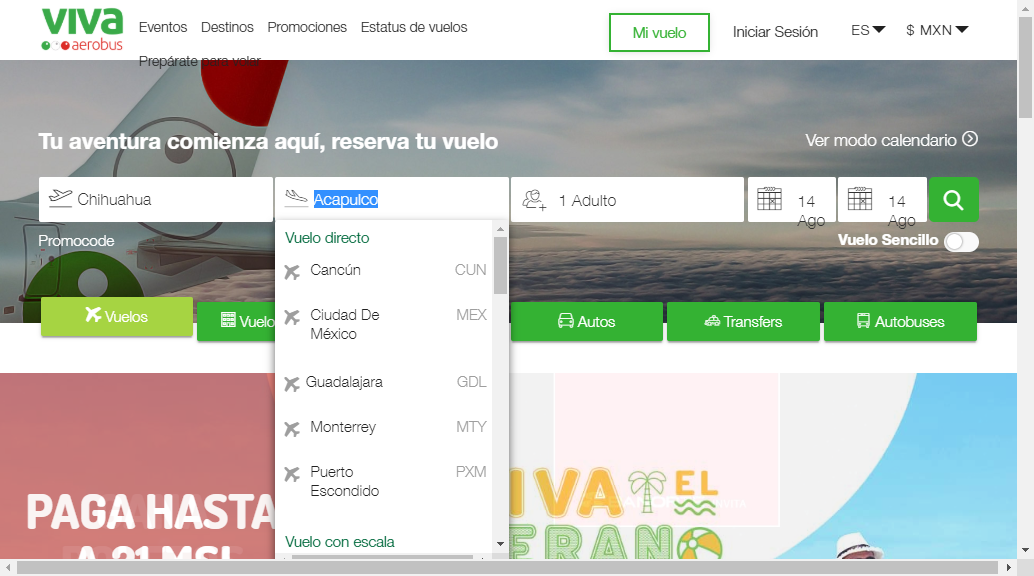 viva
aerobus
Eventos
Destinos
Promociones
Estatus de vuelos
Prepárate para volar
Mi vuelo
Iniciar Sesión
ES
$ MXN
Tu aventura comienza aquí, reserva tu vuelo
Ver modo calendario
Chihuahua
Acapulco
1 Adulto
14
Ago
14
Ago
Promocode
Vuelo Sencillo
Vuelo directo
Cancún CUN
Ciudad De MEX
México
Guadalajara GDL
Monterrey MTY
Puerto PXM
Escondido
Vuelo con escala
Vuelos
Vuelo
Autos
Transfers
Autobuses
PAGA HASTA
A 21 MSI
IVA EL
ERANO